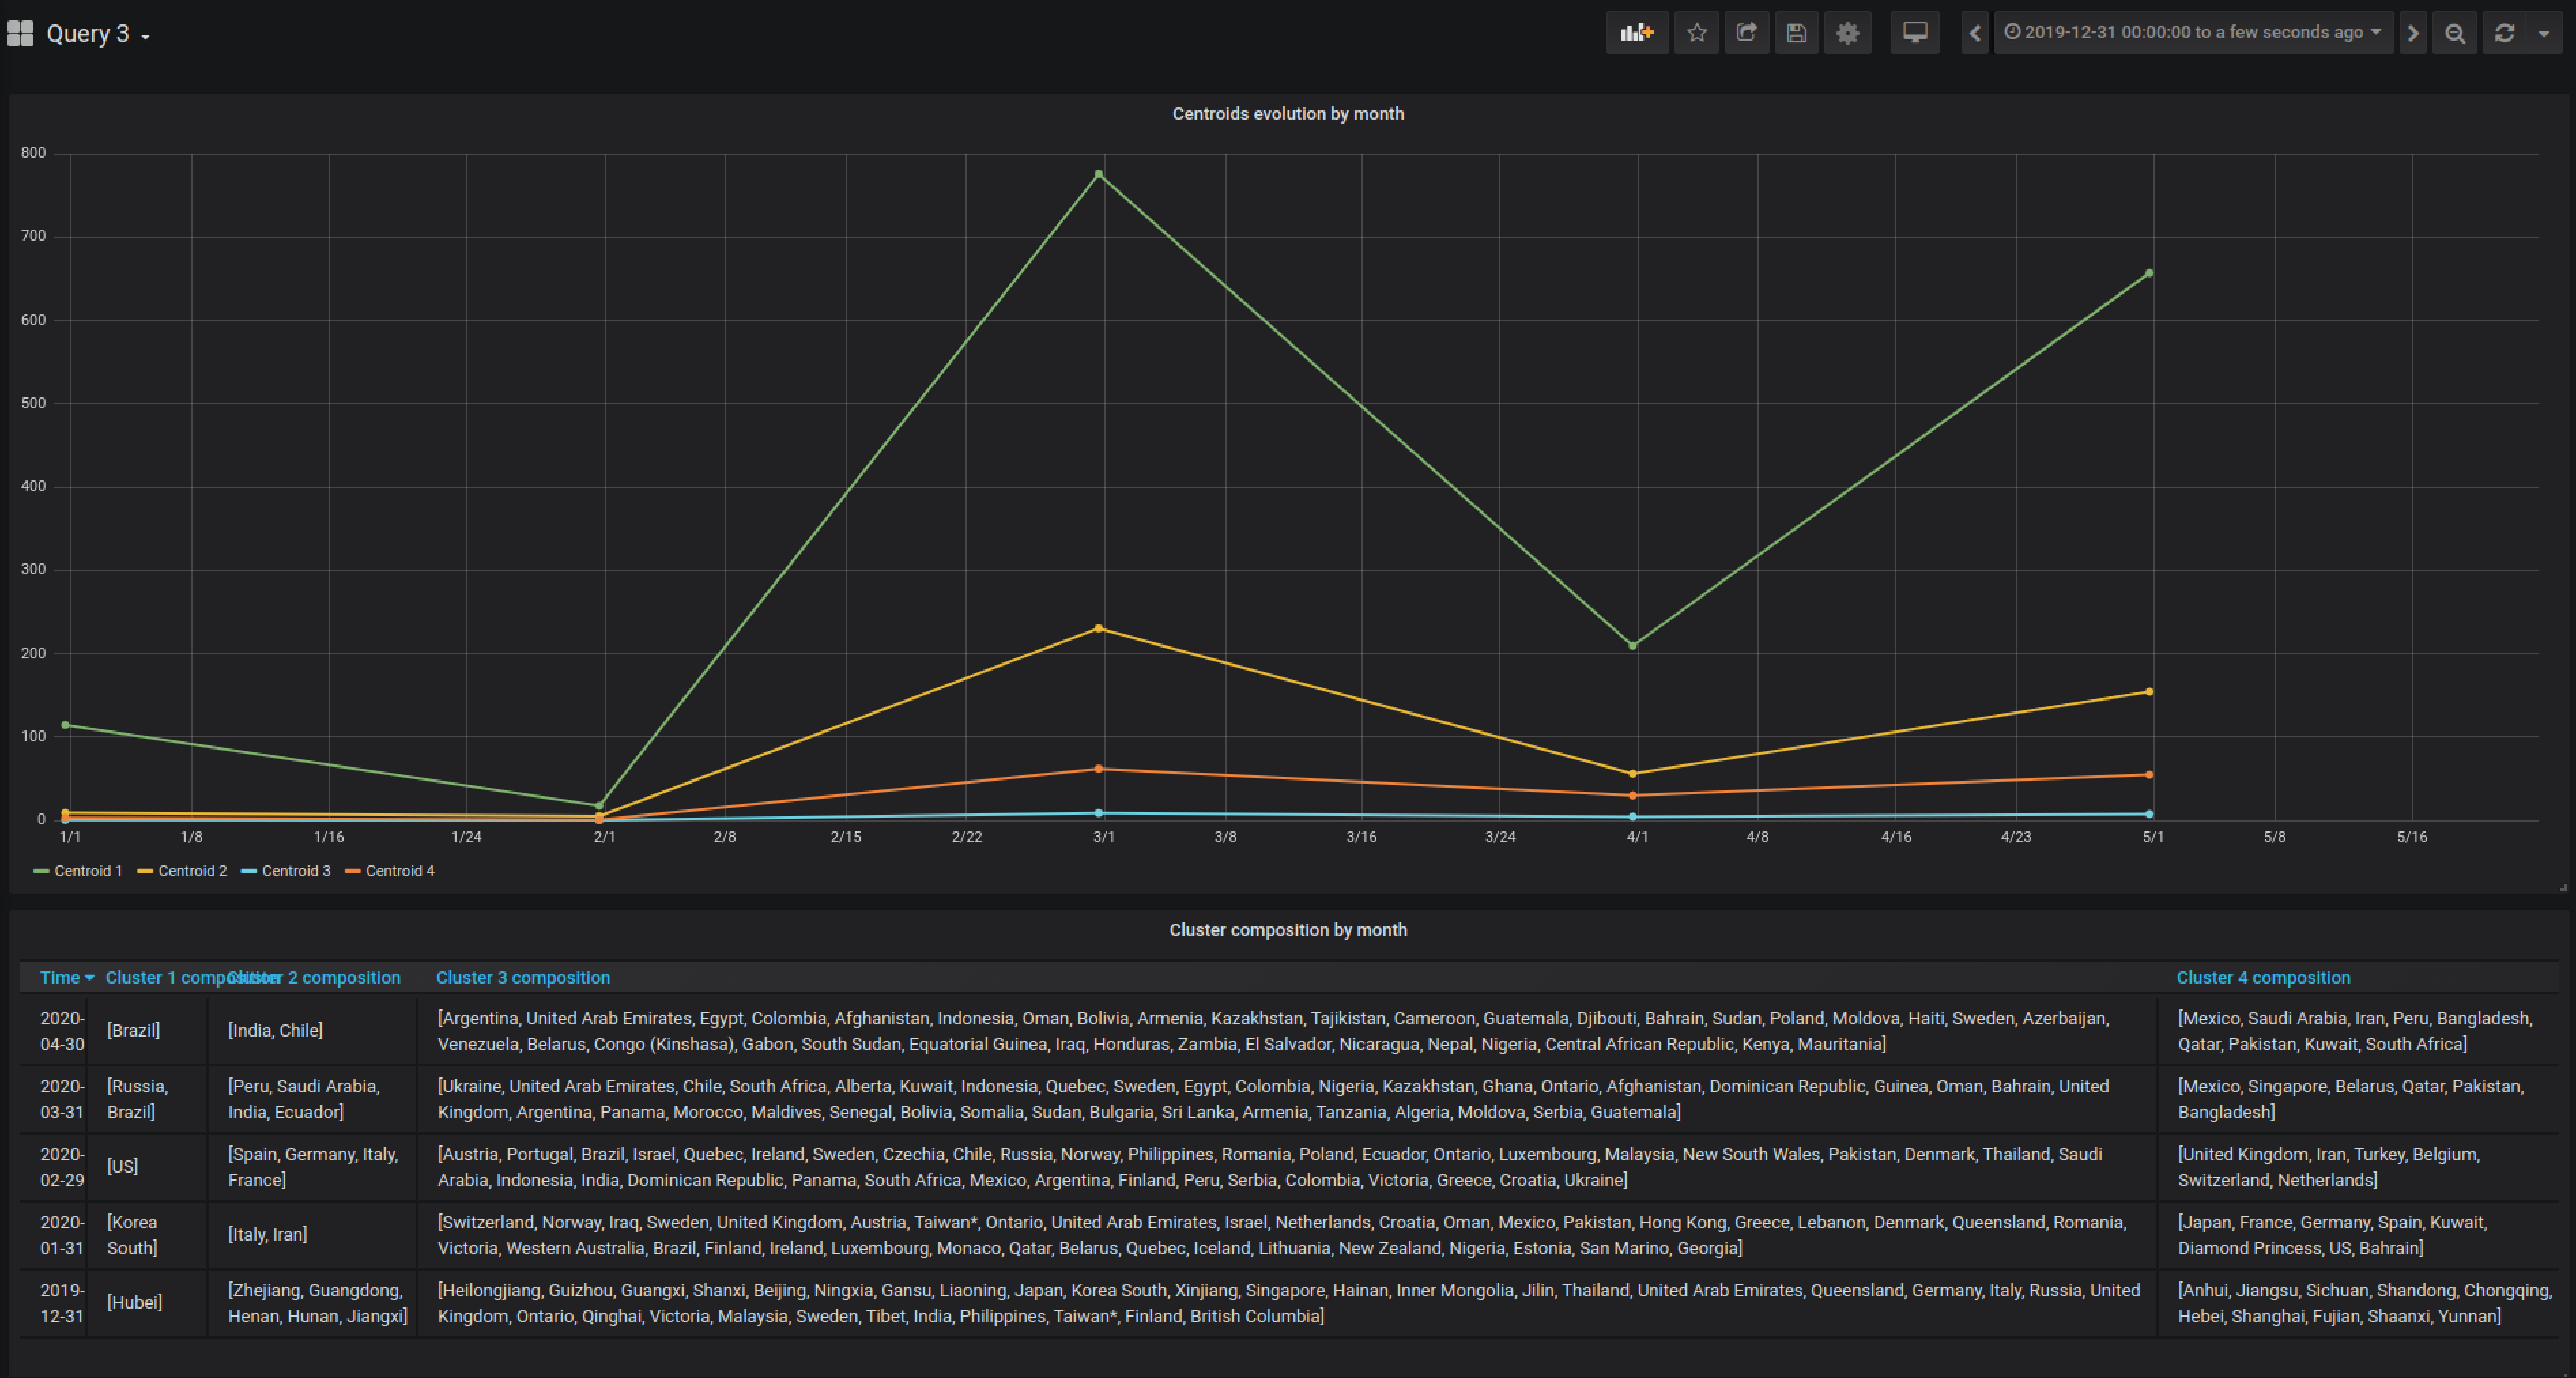 Query 3
2019-12-31 00:00:00 to a few seconds ago
Centroids evolution by month
800
700
600
500
400
300
200
100
0
1/1 1/8 1/16 1/24 2/1 2/8 2/15 2/22 3/1 3/8 3/16 3/24 4/1 4/8 4/16 4/23 5/1 5/8 5/16
Centroid 1 Centroid 2 Centroid 3 Centroid 4
Cluster composition by month
Time Cluster 1 composition Cluster 2 composition Cluster 3 composition Cluster 4 composition
2020-
04-30
[Brazil]
[India, Chile]
[Argentina, United Arab Emirates, Egypt, Colombia, Afghanistan, Indonesia, Oman, Bolivia, Armenia, Kazakhstan, Tajikistan, Cameroon, Guatemala, Djibouti, Bahrain, Sudan, Poland, Moldova, Haiti, Sweden, Azerbaijan,
Venezuela, Belarus, Congo (Kinshasa), Gabon, South Sudan, Equatorial Guinea, Iraq, Honduras, Zambia, El Salvador, Nicaragua, Nepal, Nigeria, Central African Republic, Kenya, Mauritania]
[Mexico, Saudi Arabia, Iran, Peru, Bangladesh,
Qatar, Pakistan, Kuwait, South Africa]
2020-
03-31
[Russia,
Brazil]
[Peru, Saudi Arabia,
India, Ecuador]
[Ukraine, United Arab Emirates, Chile, South Africa, Alberta, Kuwait, Indonesia, Quebec, Sweden, Egypt, Colombia, Nigeria, Kazakhstan, Ghana, Ontario, Afghanistan, Dominican Republic, Guinea, Oman, Bahrain, United
Kingdom, Argentina, Panama, Morocco, Maldives, Senegal, Bolivia, Somalia, Sudan, Bulgaria, Sri Lanka, Armenia, Tanzania, Algeria, Moldova, Serbia, Guatemala]
[Mexico, Singapore, Belarus, Qatar, Pakistan,
Bangladesh]
2020-
02-29
[US]
[Spain, Germany, Italy,
France]
[Austria, Portugal, Brazil, Israel, Quebec, Ireland, Sweden, Czechia, Chile, Russia, Norway, Philippines, Romania, Poland, Ecuador, Ontario, Luxembourg, Malaysia, New South Wales, Pakistan, Denmark, Thailand, Saudi
Arabia, Indonesia, India, Dominican Republic, Panama, South Africa, Mexico, Argentina, Finland, Peru, Serbia, Colombia, Victoria, Greece, Croatia, Ukraine]
[United Kingdom, Iran, Turkey, Belgium,
Switzerland, Netherlands]
2020-
01-31
[Korea
South]
[Italy, Iran]
[Switzerland, Norway, Iraq, Sweden, United Kingdom, Austria, Taiwan*, Ontario, United Arab Emirates, Israel, Netherlands, Croatia, Oman, Mexico, Pakistan, Hong Kong, Greece, Lebanon, Denmark, Queensland, Romania,
Victoria, Western Australia, Brazil, Finland, Ireland, Luxembourg, Monaco, Qatar, Belarus, Quebec, Iceland, Lithuania, New Zealand, Nigeria, Estonia, San Marino, Georgia]
[Japan, France, Germany, Spain, Kuwait,
Diamond Princess, US, Bahrain]
2019-
12-31
[Hubei]
[Zhejiang, Guangdong,
Henan, Hunan, Jiangxi]
[Heilongjiang, Guizhou, Guangxi, Shanxi, Beijing, Ningxia, Gansu, Liaoning, Japan, Korea South, Xinjiang, Singapore, Hainan, Inner Mongolia, Jilin, Thailand, United Arab Emirates, Queensland, Germany, Italy, Russia, United
Kingdom, Ontario, Qinghai, Victoria, Malaysia, Sweden, Tibet, India, Philippines, Taiwan*, Finland, British Columbia]
[Anhui, Jiangsu, Sichuan, Shandong, Chongqing,
Hebei, Shanghai, Fujian, Shaanxi, Yunnan]